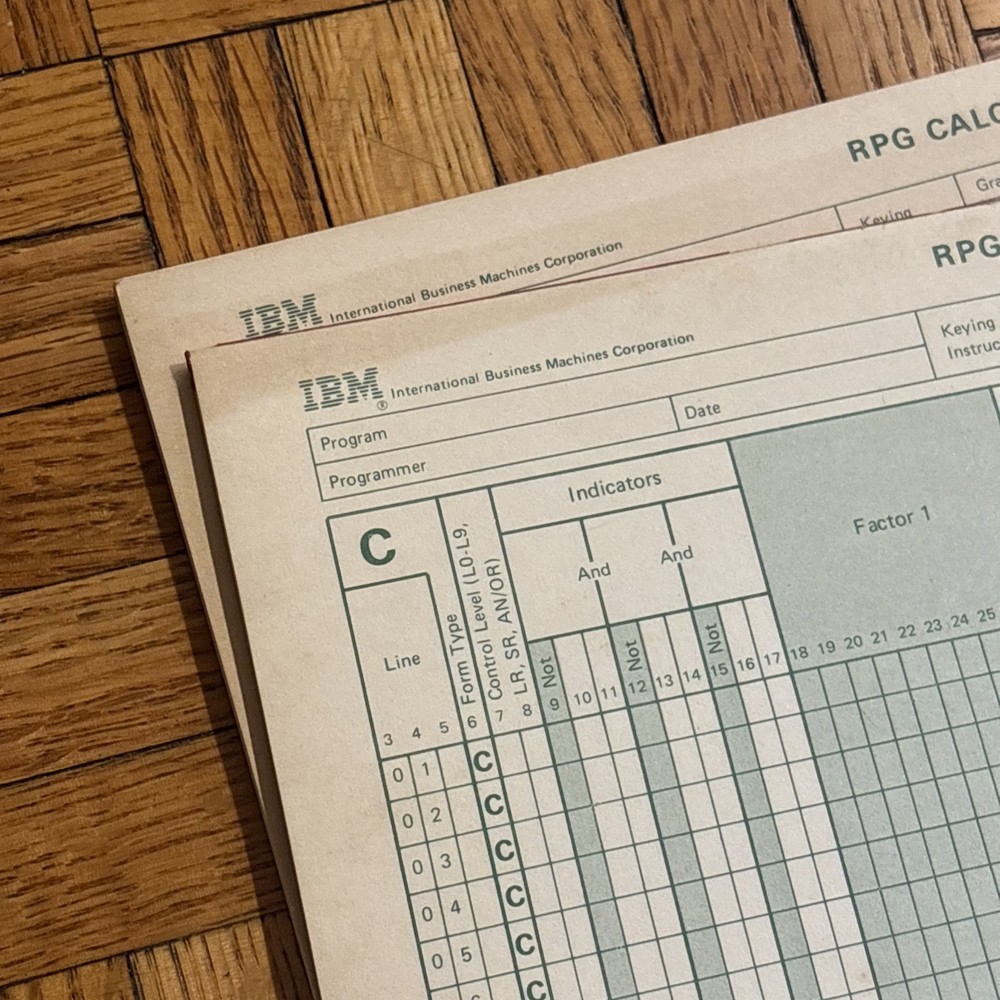 RPG CALC
Gra
Keying
IBM International Business Machines Corporation
RPG
Keying
Instruc
IBM® International Business Machines Corporation
Program
Date
Programmer
C
Indicators
Factor 1
And
And
Line
Form Type
Control Level (L0-L9,
LR, SR, AN/OR)
Not
Not
Not
3 4 5 6 7 8 9 10 11 12 13 14 15 16 17 18 19 20 21 22 23 24 25
0 1 C
0 2 C
0 3 C
0 4 C
0 5 C
C